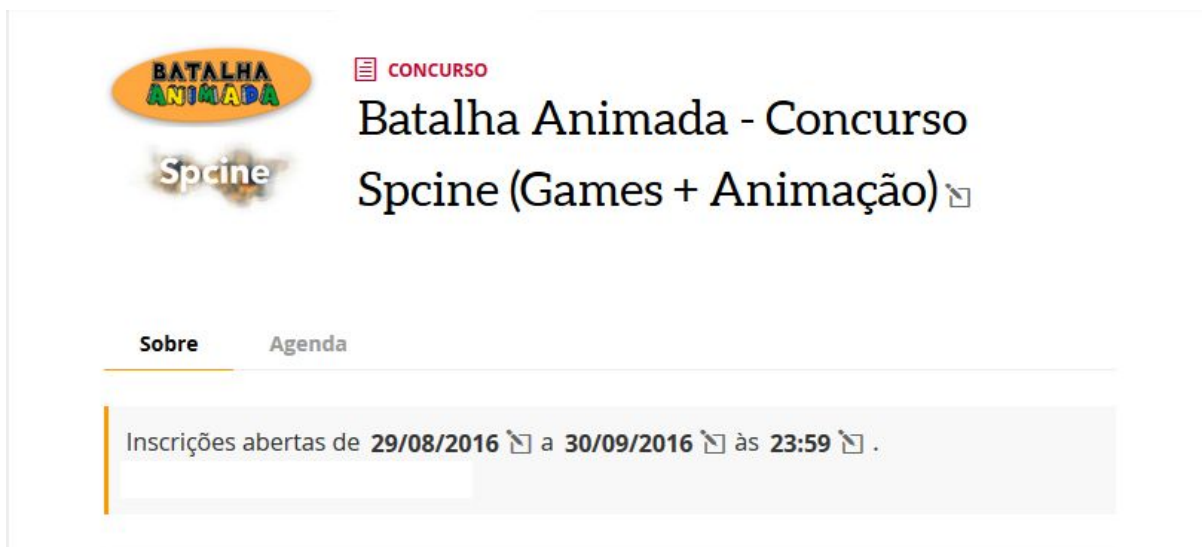 BATALHA
ANIMADA
Spcine
CONCURSO
Batalha Animada - Concurso
Spcine (Games + Animação)
Sobre Agenda
Inscrições abertas de 29/08/2016 a 30/09/2016 às 23:59 .